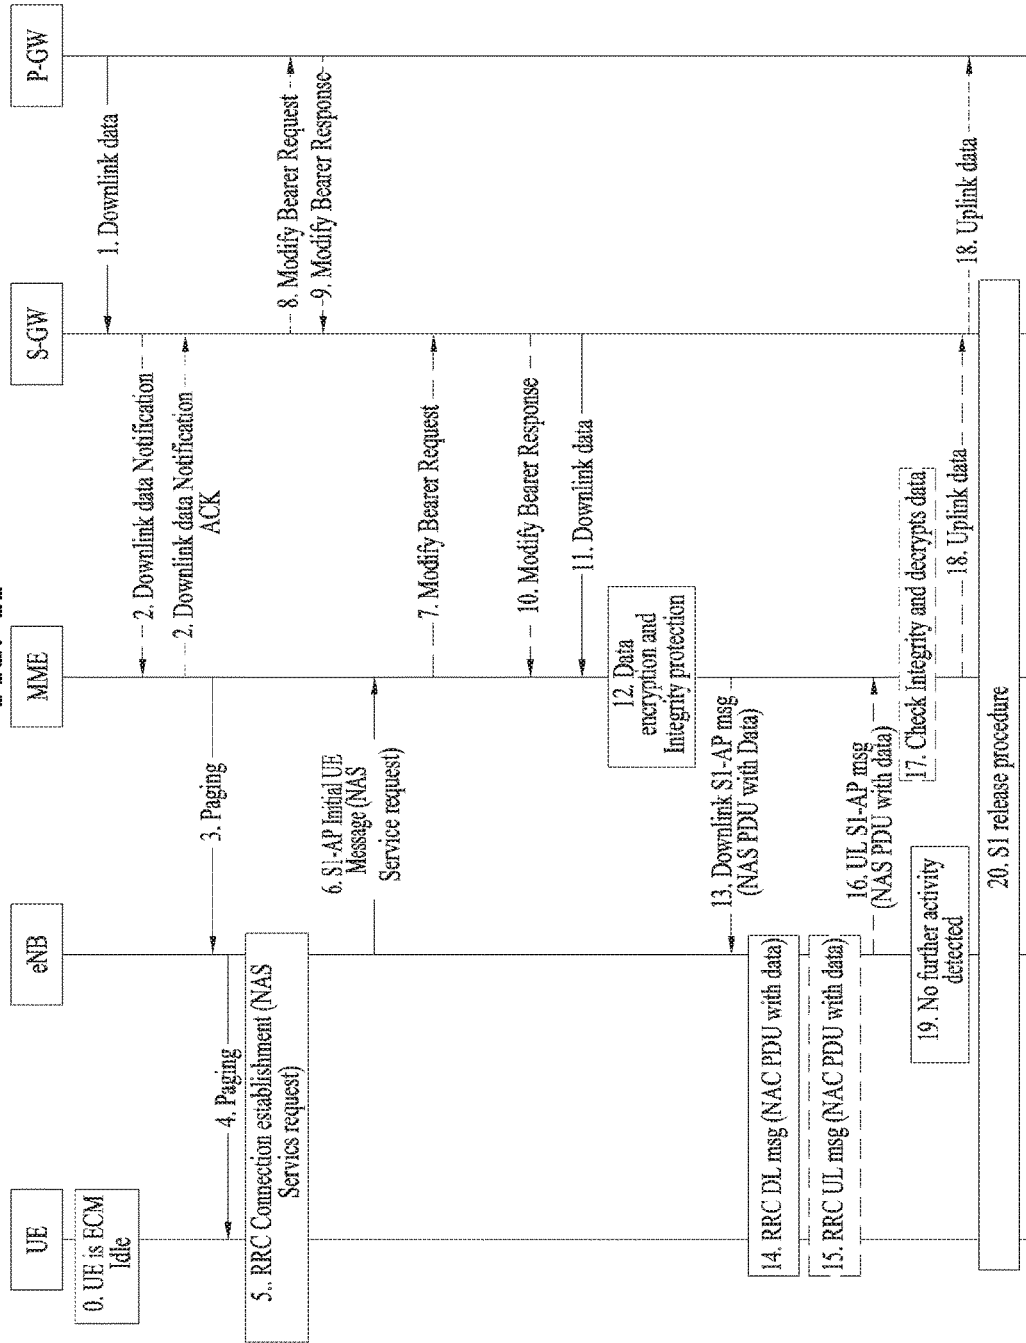 UE
eNB
MME
S-GW
P-GW
0. UE is ECM
Idle
1. Downlink data
2. Downlink data Notification
2. Downlink data Notification
ACK
3. Paging
4. Paging
5.. RRC Connection establishment (NAS
Servics request)
6. S1-AP Initial UE
Message (NAS
Service request)
7. Modify Bearer Request
8. Modify Bearer Request
9. Modify Bearer Response
10. Modify Bearer Response
11. Downlink data
12. Data
encryption and
Integrity protection
13. Downlink S1-AP msg
(NAS PDU with Data)
14. RRC DL msg (NAC PDU with data)
15. RRC UL msg (NAC PDU with data)
16. UL S1-AP msg
(NAS PDU with data)
17. Check Integrity and decrypts data
18. Uplink data
18. Uplink data
19. No further activity
detected
20. S1 release procedure